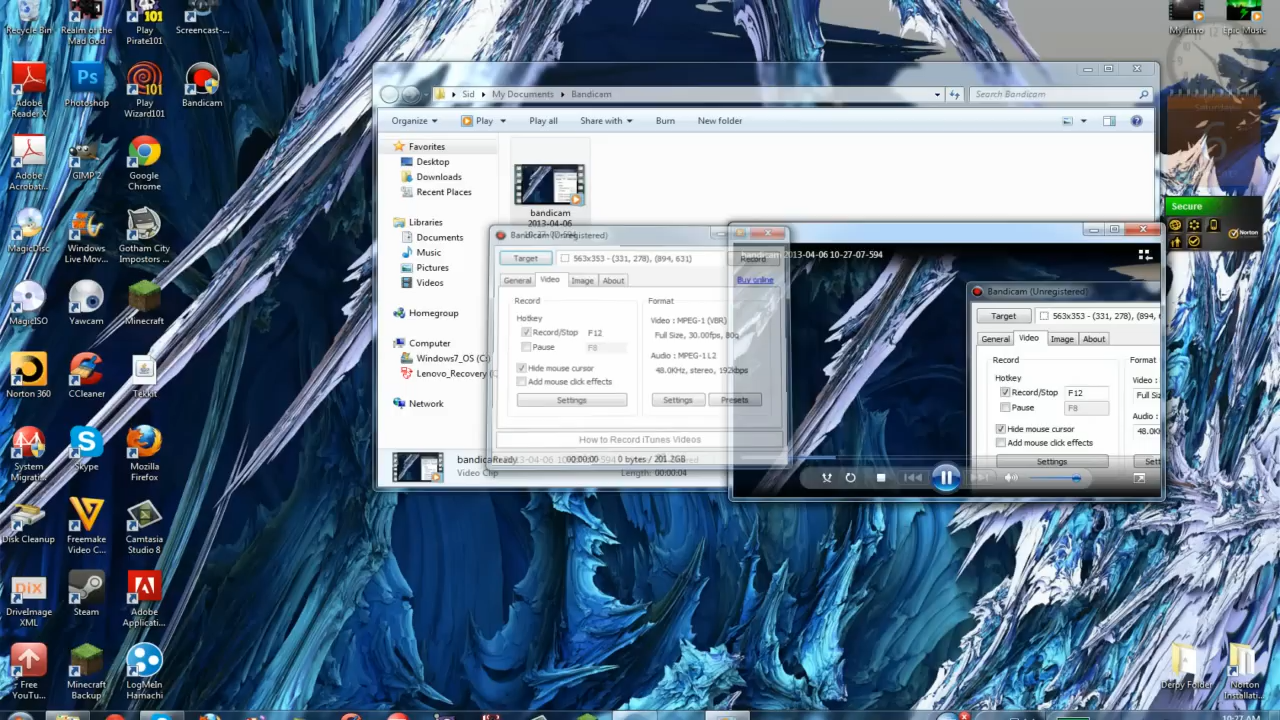 Recycle Bin
Realm of the
Mad God
Play
Pirate101
Screencast-...
Adobe
Reader X
Photoshop
Play
Wizard101
Bandicam
Adobe
Acrobat...
GIMP 2
Google
Chrome
MagicDisc
Windows
Live Mov...
Gotham City
Impostors ...
MagicISO
Yawcam
Minecraft
Norton 360
CCleaner
Tekkit
System
Migrati...
Skype
Mozilla
Firefox
Disk Cleanup
Freemake
Video C...
Camtasia
Studio 8
DriveImage
XML
Steam
Adobe
Applicati...
Free
YouTu...
Minecraft
Backup
LogMeIn
Hamachi
Sid
My Documents
Bandicam
Search Bandicam
Organize
Play
Play all
Share with
Burn
New folder
Favorites
Desktop
Downloads
Recent Places
Libraries
Documents
Music
Pictures
Videos
Homegroup
Computer
Windows7_OS (C:)
Lenovo_Recovery
Network
bandicam
2013-04-06
Video Clip
Length: 00:00:04
Bandicam (Unregistered)
Target
563x353 - (331, 278), (894, 631)
Record
General
Video
Image
About
Buy online
Record
Hotkey
Record/Stop
F12
Pause
F8
Hide mouse cursor
Add mouse click effects
Settings
Format
Video : MPEG-1 (VBR)
Full Size, 30.00fps, 80q
Audio : MPEG-1 L2
48.0KHz, stereo, 192kbps
Settings
Presets
How to Record iTunes Videos
Ready
00:00:00
0 bytes / 201.2GB
2013-04-06 10-27-07-594
Bandicam (Unregistered)
Target
563x353 - (331, 278), (894, 6
General
Video
Image
About
Record
Hotkey
Record/Stop
F12
Pause
F8
Hide mouse cursor
Add mouse click effects
Settings
Format
Video :
Full Si
Audio :
48.0K
Sett
My Intro
Epic Music
Secure
Norton
Derpy Folder
Norton
Installati...
10:27 AM